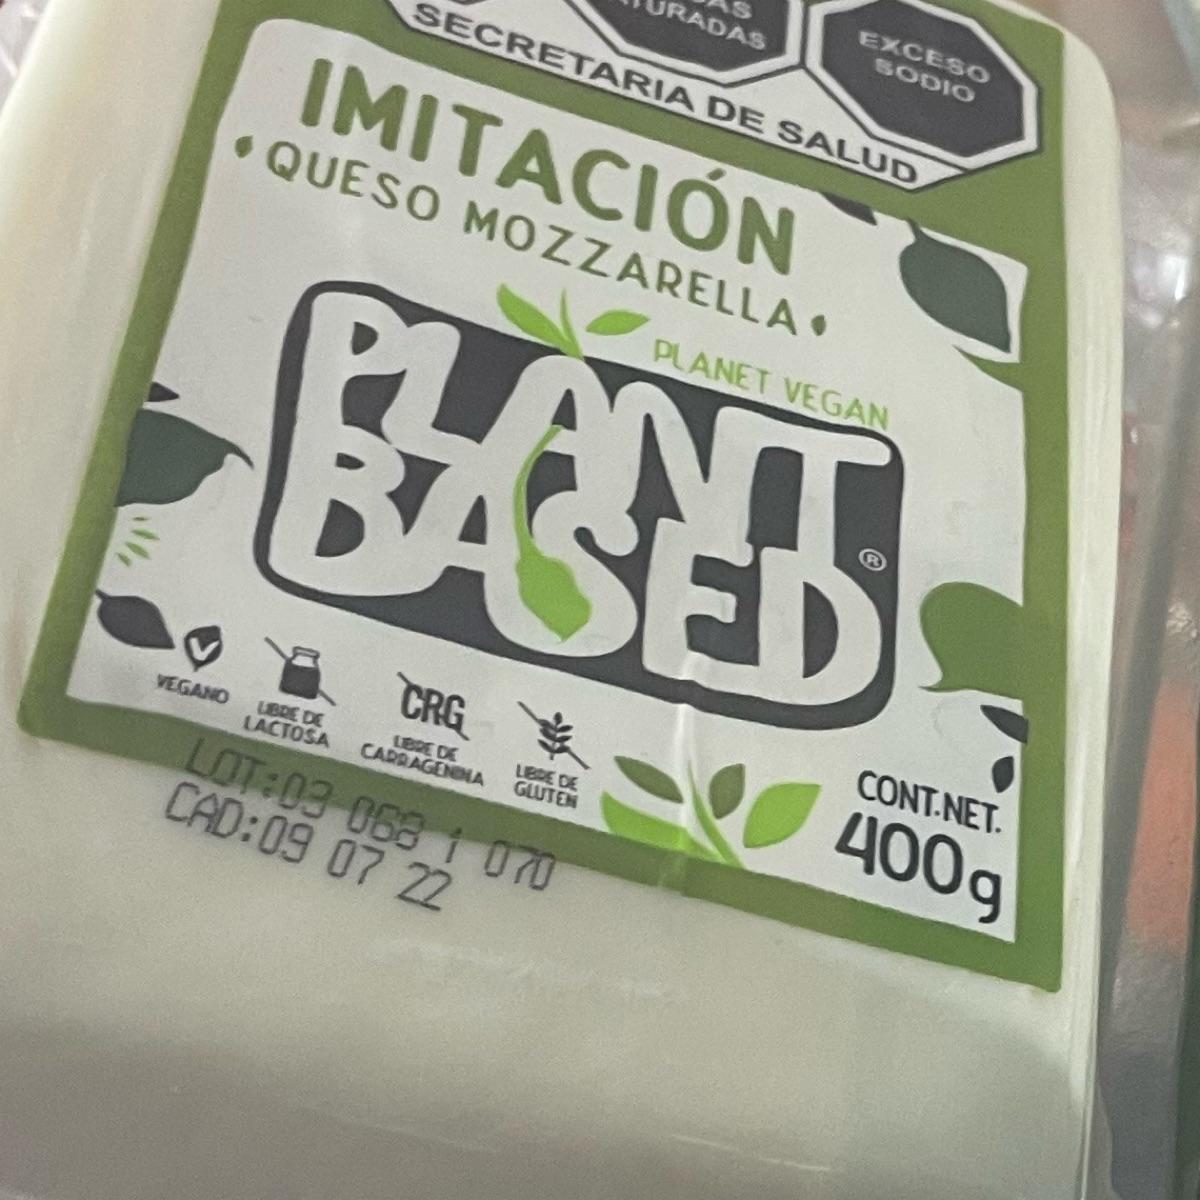 TURADAS
EXCESO
SODIO
SECRETARIA DE SALUD
IMITACIÓN
QUESO MOZZARELLA
PLANET VEGAN
PLANT
BASED®
VEGANO
LIBRE DE
LACTOSA
CRG
LIBRE DE
CARRAGENINA
LIBRE DE
GLUTEN
CONT.NET.
400g
LOT:03 068 1 070
CAD:09 07 22